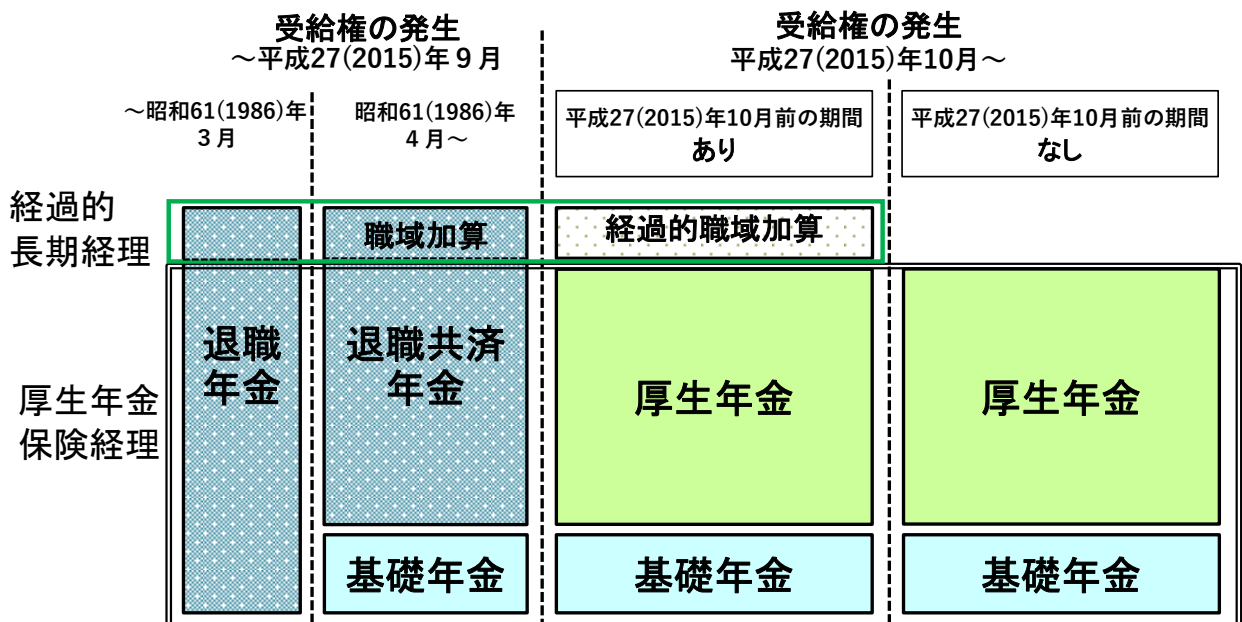 受給権の発生
～平成27(2015)年９月
受給権の発生
平成27(2015)年10月～
～昭和61(1986)年
３月
昭和61(1986)年
４月～
平成27(2015)年10月前の期間
あり
平成27(2015)年10月前の期間
なし
経過的
長期経理
職域加算
経過的職域加算
退職
年金
退職共済
年金
厚生年金
厚生年金
厚生年金
保険経理
基礎年金
基礎年金
基礎年金